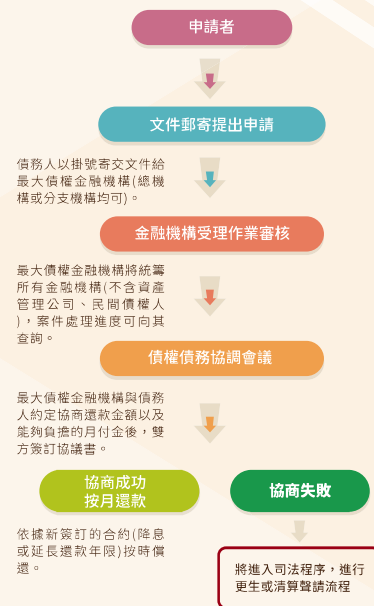 申請者
文件郵寄提出申請
債務人以掛號寄交文件給
最大債權金融機構(總機
構或分支機構均可)。
金融機構受理作業審核
最大債權金融機構將統籌
所有金融機構(不含資產
管理公司、民間債權人
)，案件處理進度可向其
查詢。
債權債務協調會議
最大債權金融機構與債務
人約定協商還款金額以及
能夠負擔的月付金後，雙
方簽訂協議書。
協商成功
按月還款
依據新簽訂的合約(降息
或延長還款年限)按時償
還。
協商失敗
將進入司法程序，進行
更生或清算聲請流程